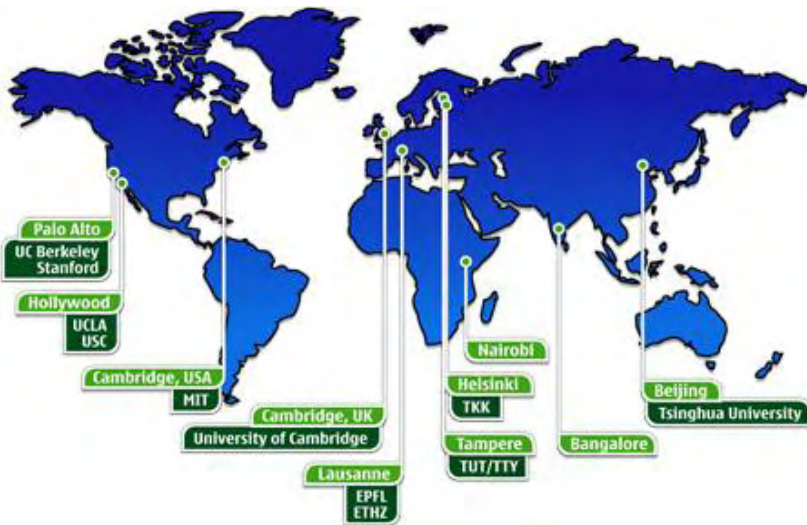 Palo Alto
UC Berkeley
Stanford
Hollywood
UCLA
USC
Cambridge, USA
MIT
Cambridge, UK
University of Cambridge
Lausanne
EPFL
ETHZ
Nairobi
Helsinki
TKK
Tampere
TUT/TTY
Bangalore
Beijing
Tsinghua University